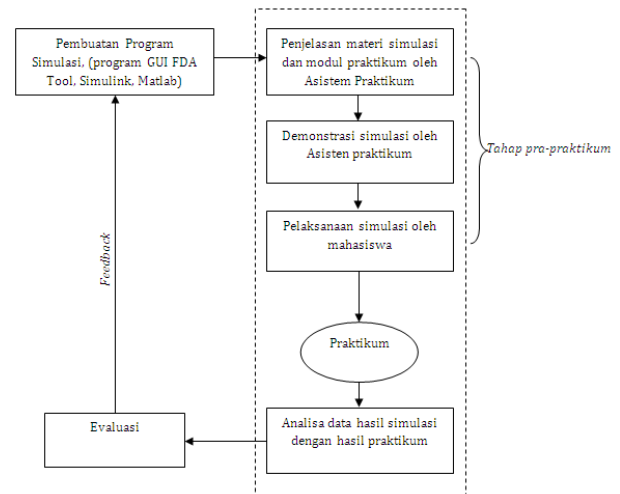 Pembuatan Program
Simulasi, (program GUI FDA
Tool, Simulink, Matlab)
Penjelasan materi simulasi
dan modul praktikum oleh
Asistem Praktikum
Demonstrasi simulasi oleh
Asisten praktikum
Tahap pra-praktikum
Pelaksanaan simulasi oleh
mahasiswa
Feedback
Praktikum
Analisa data hasil simulasi
dengan hasil praktikum
Evaluasi